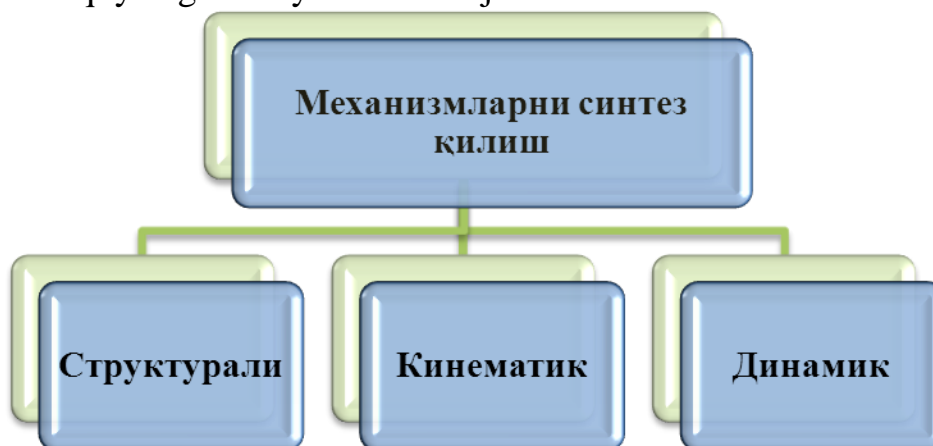 Механизмларни синтез
қилиш
Структурали
Кинематик
Динамик